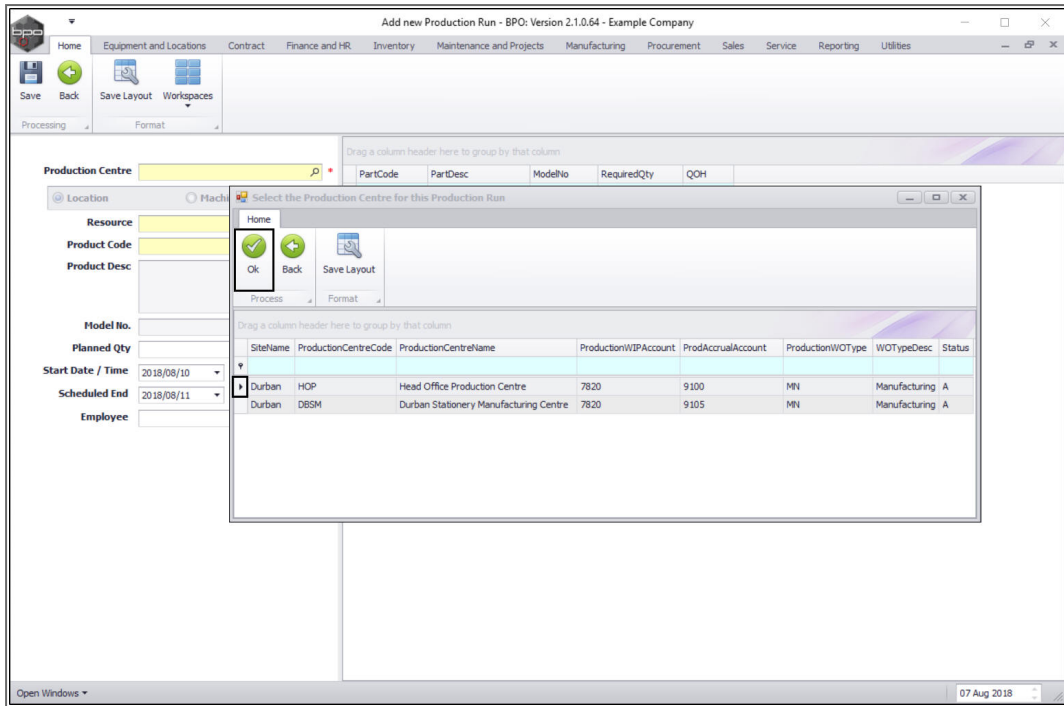 Add new Production Run - BPO: Version 2.1.0.64 - Example Company
bpo
Home Equipment and Locations Contract Finance and HR Inventory Maintenance and Projects Manufacturing Procurement Sales Service Reporting Utilities
Save Back Save Layout Workspaces
Processing Format
Drag a column header here to group by that column
Production Centre *
PartCode PartDesc ModelNo RequiredQty QOH
Location Machi
Select the Production Centre for this Production Run
Home
Resource
Product Code
Product Desc
Ok Back Save Layout
Process Format
Drag a column header here to group by that column
Model No.
Planned Qty
SiteName ProductionCentreCode ProductionCentreName ProductionWIPAccount ProdAccrualAccount ProductionWOType WOTypeDesc Status
Start Date / Time 2018/08/10
Durban HOP Head Office Production Centre 7820 9100 MN Manufacturing A
Scheduled End 2018/08/11
Durban DBSM Durban Stationery Manufacturing Centre 7820 9105 MN Manufacturing A
Employee
Open Windows
07 Aug 2018